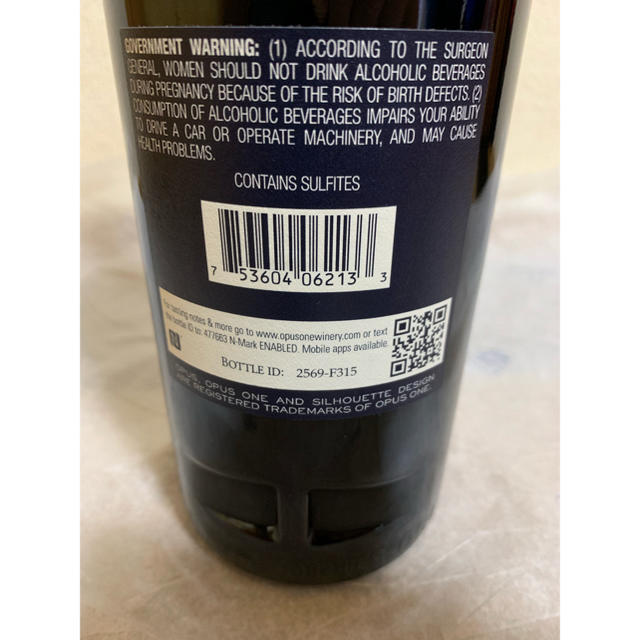 GOVERNMENT WARNING: (1) ACCORDING TO THE SURGEON
GENERAL, WOMEN SHOULD NOT DRINK ALCOHOLIC BEVERAGES
DURING PREGNANCY BECAUSE OF THE RISK OF BIRTH DEFECTS. (2)
CONSUMPTION OF ALCOHOLIC BEVERAGES IMPAIRS YOUR ABILITY
TO DRIVE A CAR OR OPERATE MACHINERY, AND MAY CAUSE
HEALTH PROBLEMS.
CONTAINS SULFITES
7 53604 06213 3
For tasting notes & more go to www.opusonewinery.com or text
the bottle ID to: 477663 N-Mark ENABLED. Mobile apps available.
BOTTLE ID: 2569-F315
OPUS, OPUS ONE AND SILHOUETTE DESIGN
ARE REGISTERED TRADEMARKS OF OPUS ONE.